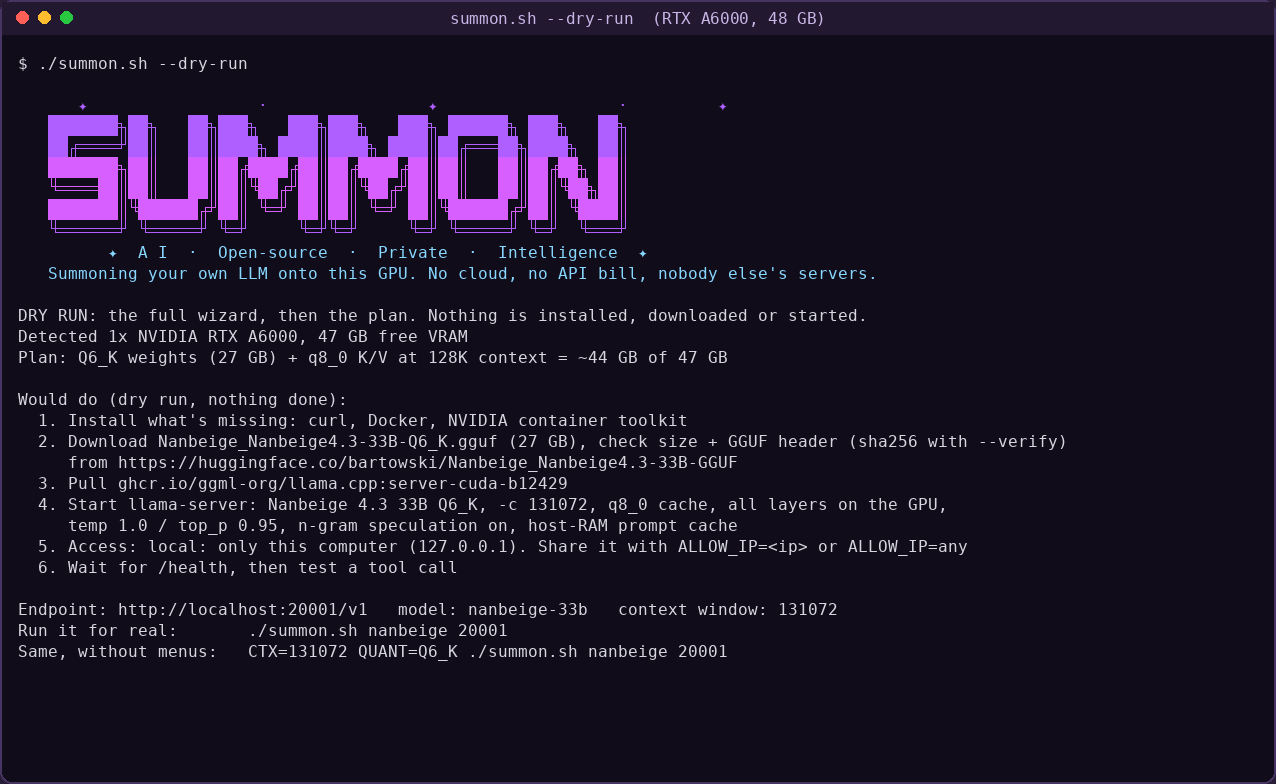 summon.sh --dry-run  (RTX A6000, 48 GB)
$ ./summon.sh --dry-run
SUMMON
✦  A I  ·  Open-source  ·  Private  ·  Intelligence  ✦
Summoning your own LLM onto this GPU. No cloud, no API bill, nobody else's servers.
DRY RUN: the full wizard, then the plan. Nothing is installed, downloaded or started.
Detected 1x NVIDIA RTX A6000, 47 GB free VRAM
Plan: Q6_K weights (27 GB) + q8_0 K/V at 128K context = ~44 GB of 47 GB
Would do (dry run, nothing done):
1. Install what's missing: curl, Docker, NVIDIA container toolkit
2. Download Nanbeige_Nanbeige4.3-33B-Q6_K.gguf (27 GB), check size + GGUF header (sha256 with --verify)
from https://huggingface.co/bartowski/Nanbeige_Nanbeige4.3-33B-GGUF
3. Pull ghcr.io/ggml-org/llama.cpp:server-cuda-b12429
4. Start llama-server: Nanbeige 4.3 33B Q6_K, -c 131072, q8_0 cache, all layers on the GPU,
temp 1.0 / top_p 0.95, n-gram speculation on, host-RAM prompt cache
5. Access: local: only this computer (127.0.0.1). Share it with ALLOW_IP=<ip> or ALLOW_IP=any
6. Wait for /health, then test a tool call
Endpoint: http://localhost:20001/v1   model: nanbeige-33b   context window: 131072
Run it for real:       ./summon.sh nanbeige 20001
Same, without menus:   CTX=131072 QUANT=Q6_K ./summon.sh nanbeige 20001